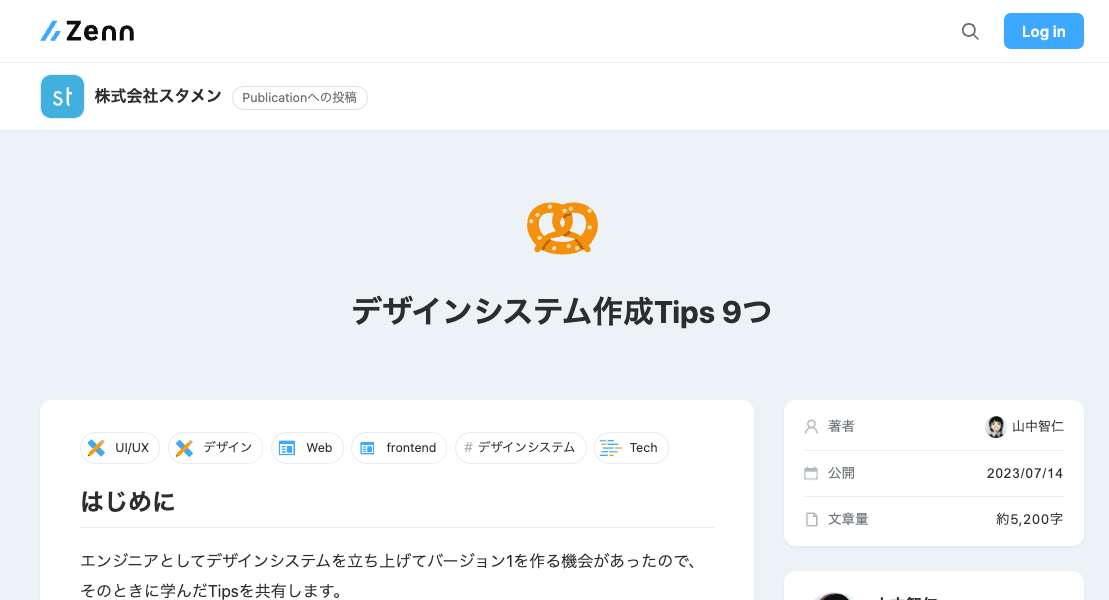 Zenn
Log in
st
株式会社スタメン
Publicationへの投稿
デザインシステム作成Tips 9つ
UI/UX
デザイン
Web
frontend
# デザインシステム
Tech
はじめに
エンジニアとしてデザインシステムを立ち上げてバージョン1を作る機会があったので、
そのときに学んだTipsを共有します。
著者
山中智仁
公開
2023/07/14
文章量
約5,200字